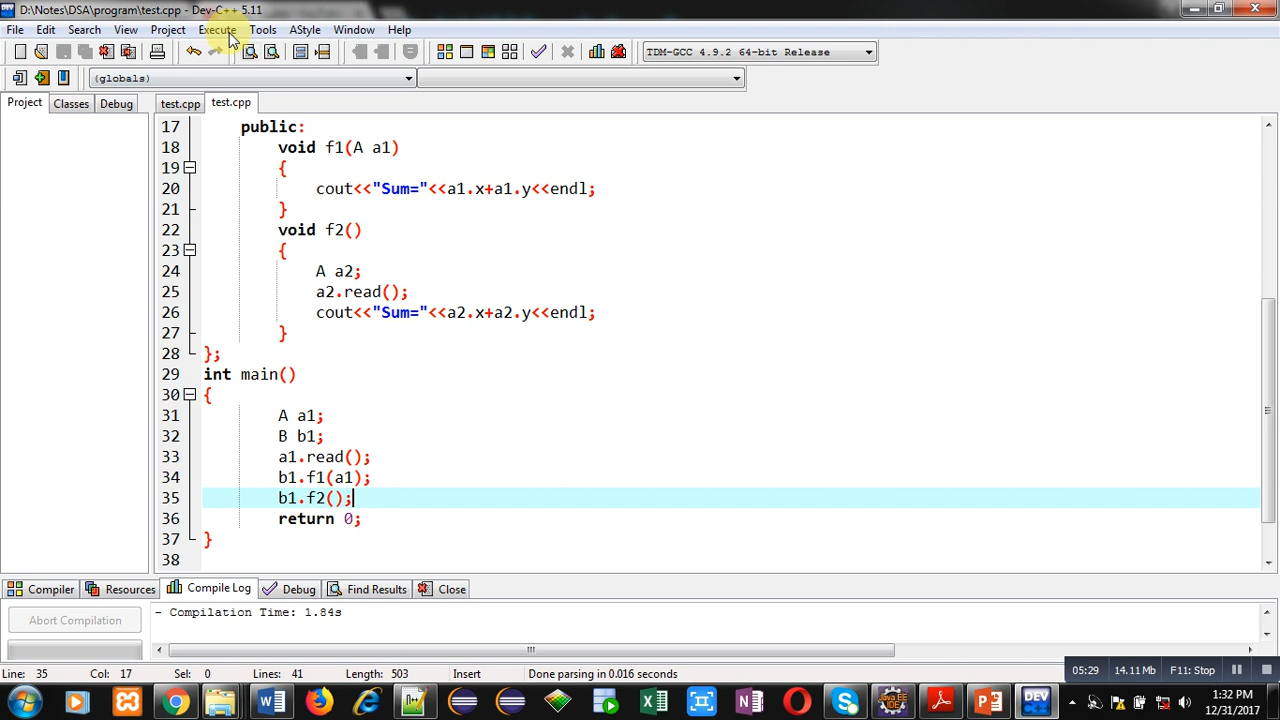 D:\Notes\DSA\program\test.cpp - Dev-C++ 5.11
File Edit Search View Project Execute Tools AStyle Window Help
TDM-GCC 4.9.2 64-bit Release
(globals)
Project Classes Debug test.cpp test.cpp
17 public:
18 void f1(A a1)
19 {
20 cout<<"Sum="<<a1.x+a1.y<<endl;
21 }
22 void f2()
23 {
24 A a2;
25 a2.read();
26 cout<<"Sum="<<a2.x+a2.y<<endl;
27 }
28 };
29 int main()
30 {
31 A a1;
32 B b1;
33 a1.read();
34 b1.f1(a1);
35 b1.f2();
36 return 0;
37 }
38
Compiler Resources Compile Log Debug Find Results Close
Abort Compilation
- Compilation Time: 1.84s
Line: 35 Col: 17 Sel: 0 Lines: 41 Length: 503 Insert Done parsing in 0.016 seconds
05:29 14.11 Mb F11: Stop
1:32 PM
12/31/2017